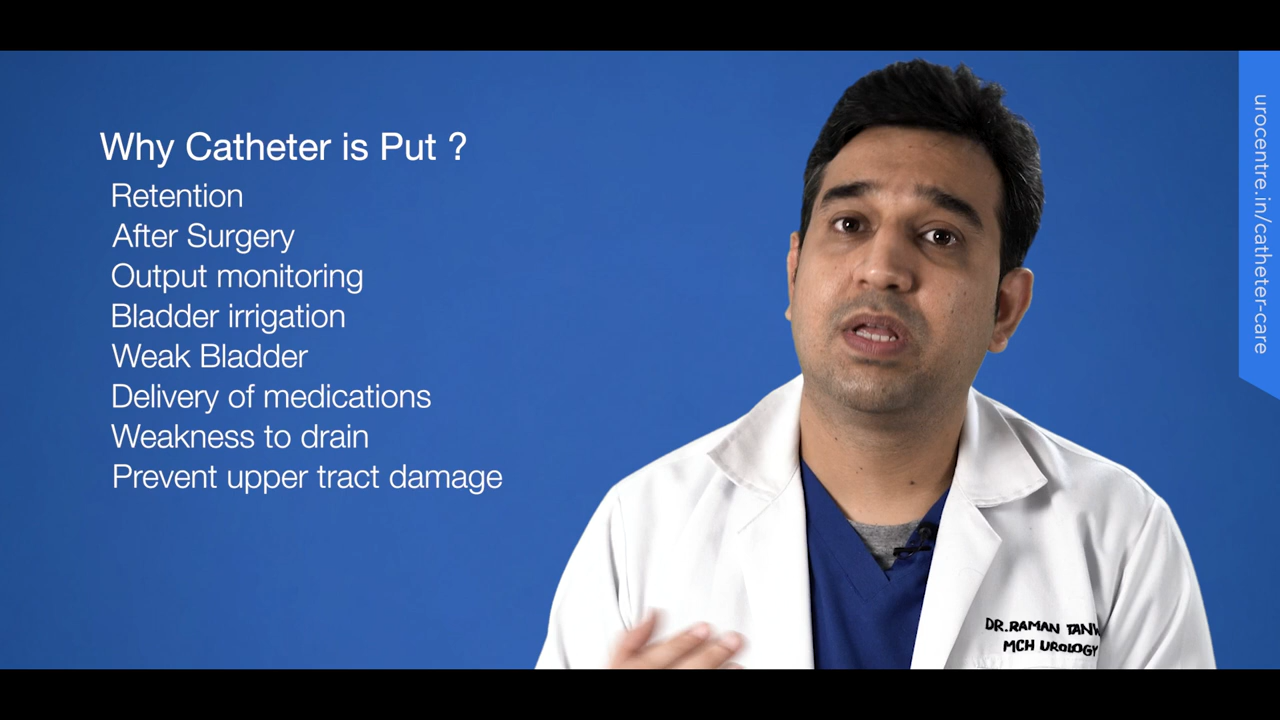 Why Catheter is Put ?
Retention
After Surgery
Output monitoring
Bladder irrigation
Weak Bladder
Delivery of medications
Weakness to drain
Prevent upper tract damage
urocentre.in/catheter-care
DR.RAMAN
MCH UROLOGY